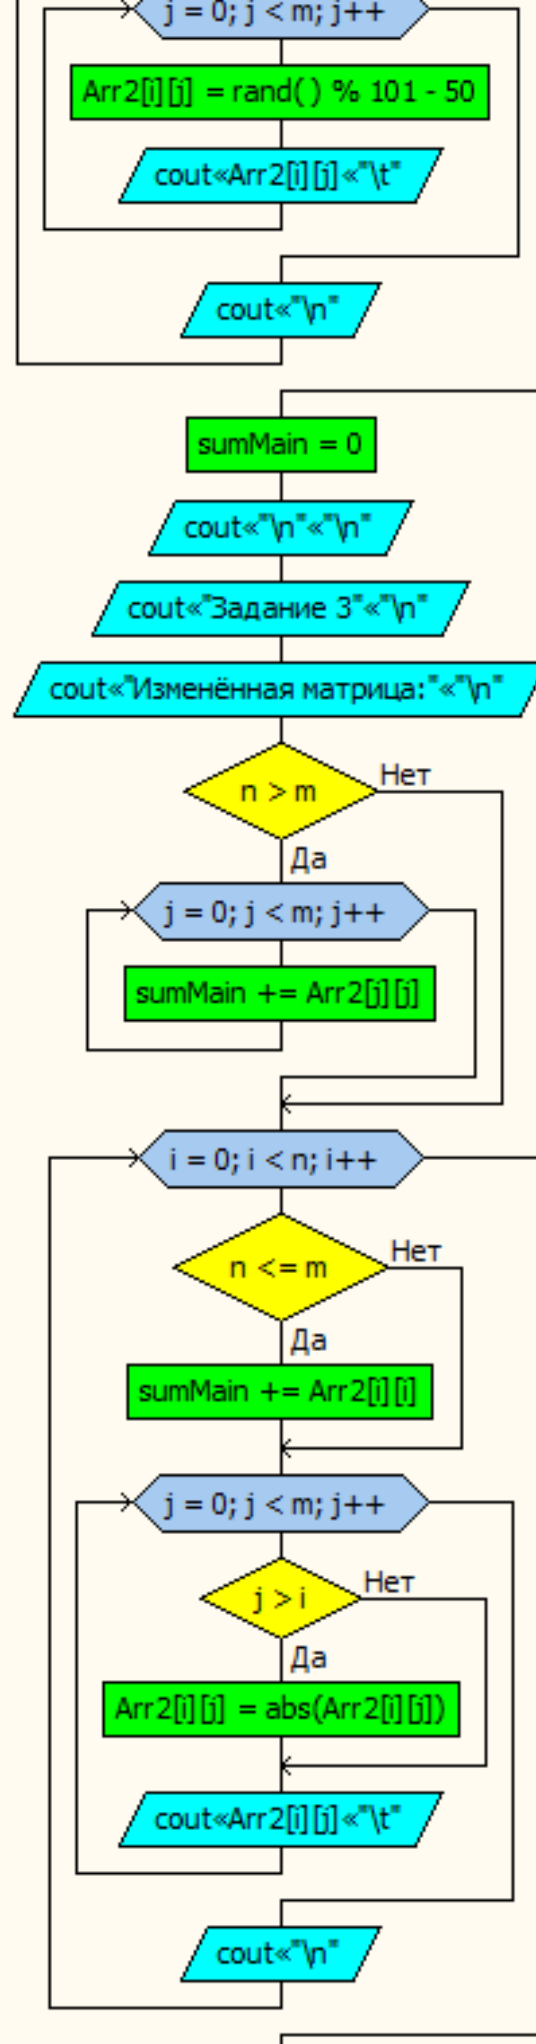 j = 0; j < m; j++
Arr2[i][j] = rand() % 101 - 50
cout«Arr2[i][j]«"\t"
cout«"\n"
sumMain = 0
cout«"\n"«"\n"
cout«"Задание 3"«"\n"
cout«"Изменённая матрица:"«"\n"
n > m
Нет
Да
j = 0; j < m; j++
sumMain += Arr2[j][j]
i = 0; i < n; i++
n <= m
Нет
Да
sumMain += Arr2[i][i]
j = 0; j < m; j++
j > i
Нет
Да
Arr2[i][j] = abs(Arr2[i][j])
cout«Arr2[i][j]«"\t"
cout«"\n"